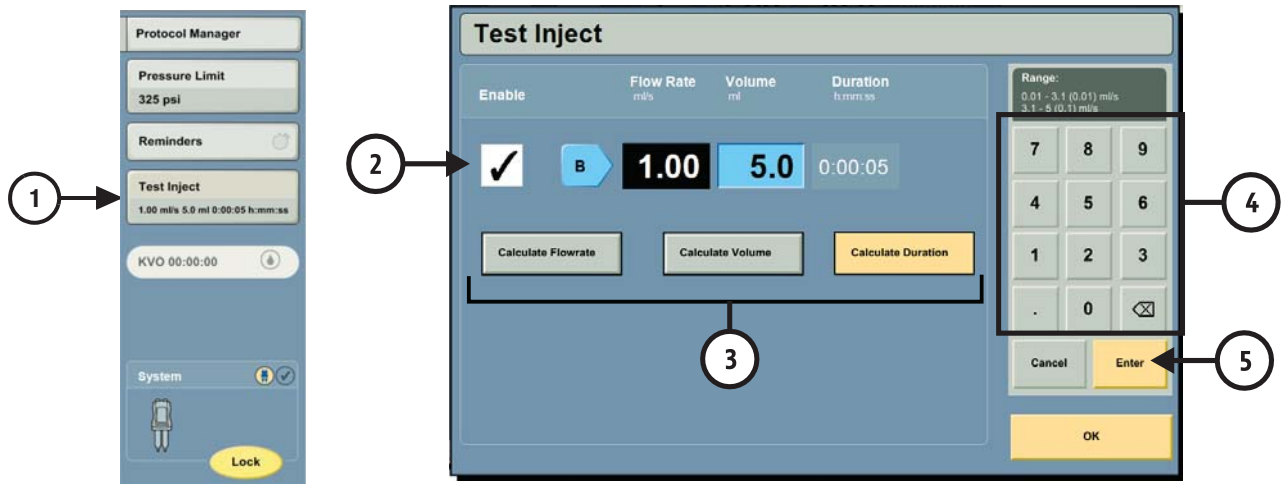 Protocol Manager
Pressure Limit
325 psi
Reminders
Test Inject
1.00 ml/s 5.0 ml 0:00:05 h:mm:ss
KVO 00:00:00
System
Lock
1
Test Inject
Enable
Flow Rate
ml/s
Volume
ml
Duration
h:mm:ss
2
B
1.00
5.0
0:00:05
Calculate Flowrate
Calculate Volume
Calculate Duration
3
Range:
0.01 - 3.1 (0.01) ml/s
3.1 - 5 (0.1) ml/s
7 8 9
4 5 6
1 2 3
. 0
4
Cancel
Enter
5
OK